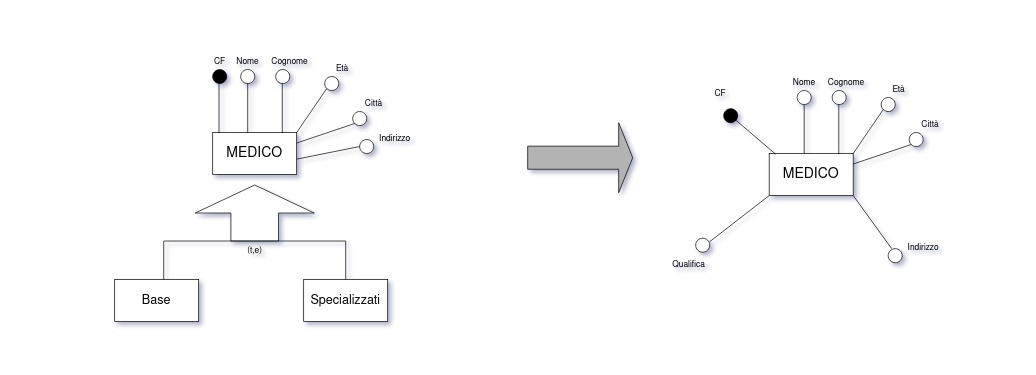 CF
Nome
Cognome
Età
Città
Indirizzo
MEDICO
(t,e)
Base
Specializzati
CF
Nome
Cognome
Età
Città
MEDICO
Qualifica
Indirizzo